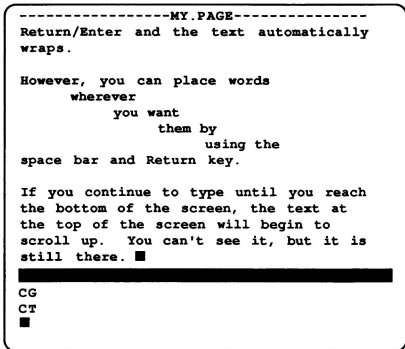 ------------------MY.PAGE----------------
Return/Enter and the text automatically
wraps.
However, you can place words
wherever
you want
them by
using the
space bar and Return key.
If you continue to type until you reach
the bottom of the screen, the text at
the top of the screen will begin to
scroll up. You can't see it, but it is
still there.
CG
CT